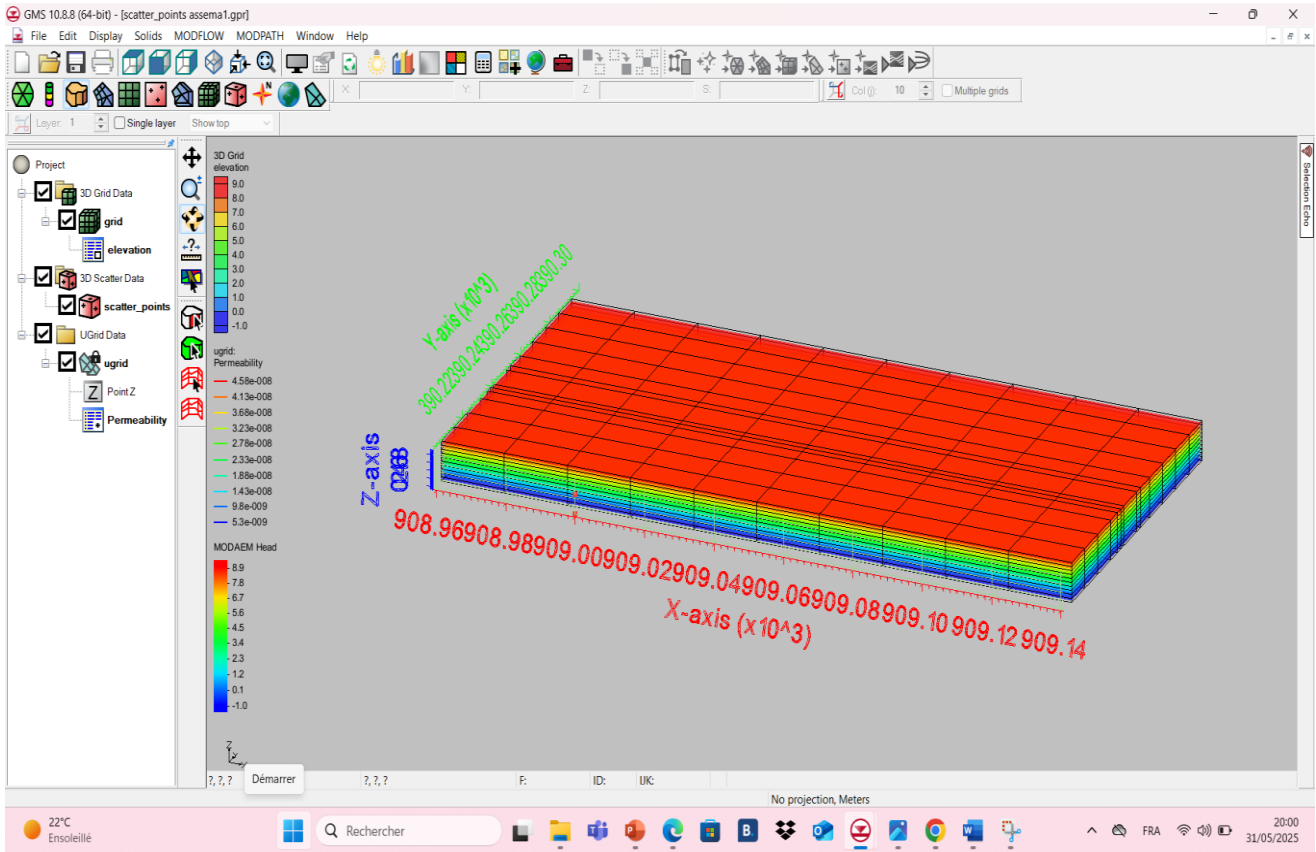 GMS 10.8.8 (64-bit) - [scatter_points assema1.gpr]
File Edit Display Solids MODFLOW MODPATH Window Help
X: Y: Z: S: Col (j): 10 Multiple grids
Layer: 1 Single layer Show top
Project
3D Grid Data
grid
elevation
3D Scatter Data
scatter_points
UGrid Data
ugrid
Point Z
Permeability
3D Grid
elevation
9.0
8.0
7.0
6.0
5.0
4.0
3.0
2.0
1.0
0.0
-1.0
ugrid:
Permeability
4.58e-008
4.13e-008
3.68e-008
3.23e-008
2.78e-008
2.33e-008
1.88e-008
1.43e-008
9.8e-009
5.3e-009
MODAEM Head
8.9
7.8
6.7
5.6
4.5
3.4
2.3
1.2
0.1
-1.0
Y-axis (x10^3)
390.22390.24390.26390.28390.30
Z-axis
908.96908.98909.00909.02909.04909.06909.08909.10909.12909.14
X-axis (x10^3)
Selection Echo
Z
?, ?, ? Démarrer ?, ?, ? F: ID: IJK:
No projection, Meters
22°C
Ensoleillé
Rechercher
FRA
20:00
31/05/2025